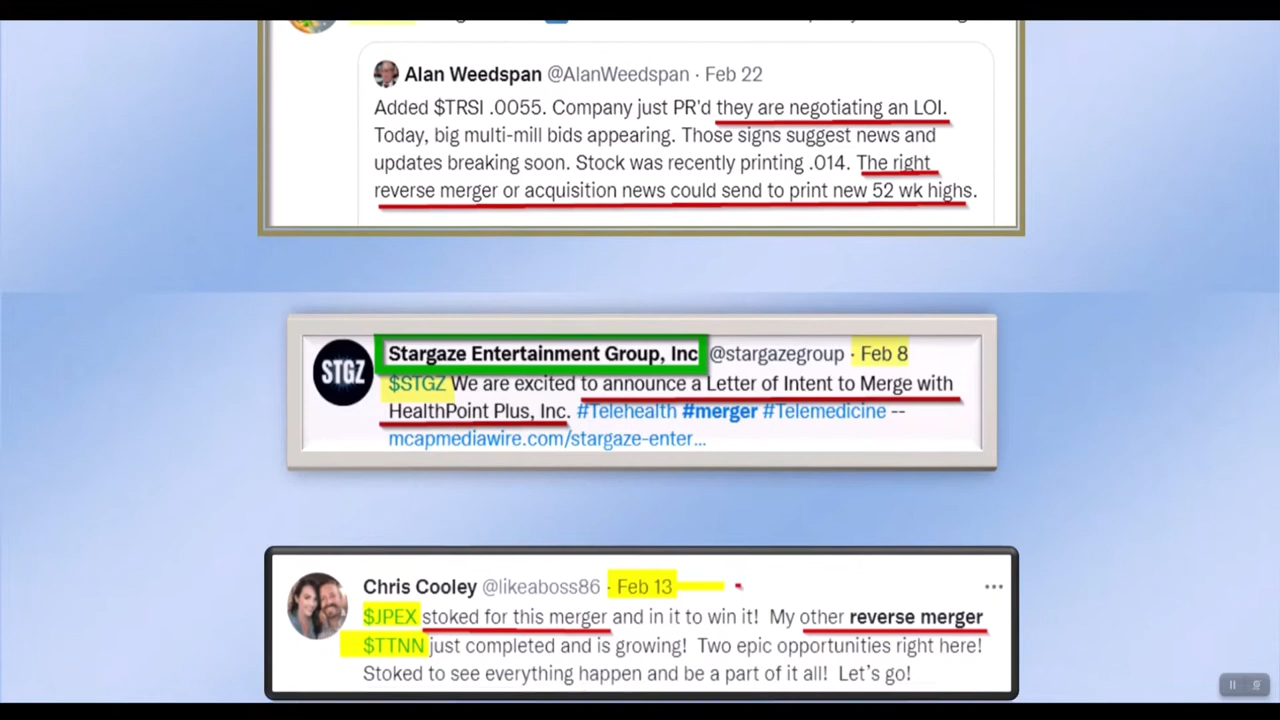 Alan Weedspan @AlanWeedspan · Feb 22
Added $TRSI .0055. Company just PR'd they are negotiating an LOI.
Today, big multi-mill bids appearing. Those signs suggest news and
updates breaking soon. Stock was recently printing .014. The right
reverse merger or acquisition news could send to print new 52 wk highs.
STGZ
Stargaze Entertainment Group, Inc @stargazegroup · Feb 8
$STGZ We are excited to announce a Letter of Intent to Merge with
HealthPoint Plus, Inc. #Telehealth #merger #Telemedicine --
mcapmediawire.com/stargaze-enter...
Chris Cooley @likeaboss86 · Feb 13
$JPEX stoked for this merger and in it to win it! My other reverse merger
$TTNN just completed and is growing! Two epic opportunities right here!
Stoked to see everything happen and be a part of it all! Let's go!